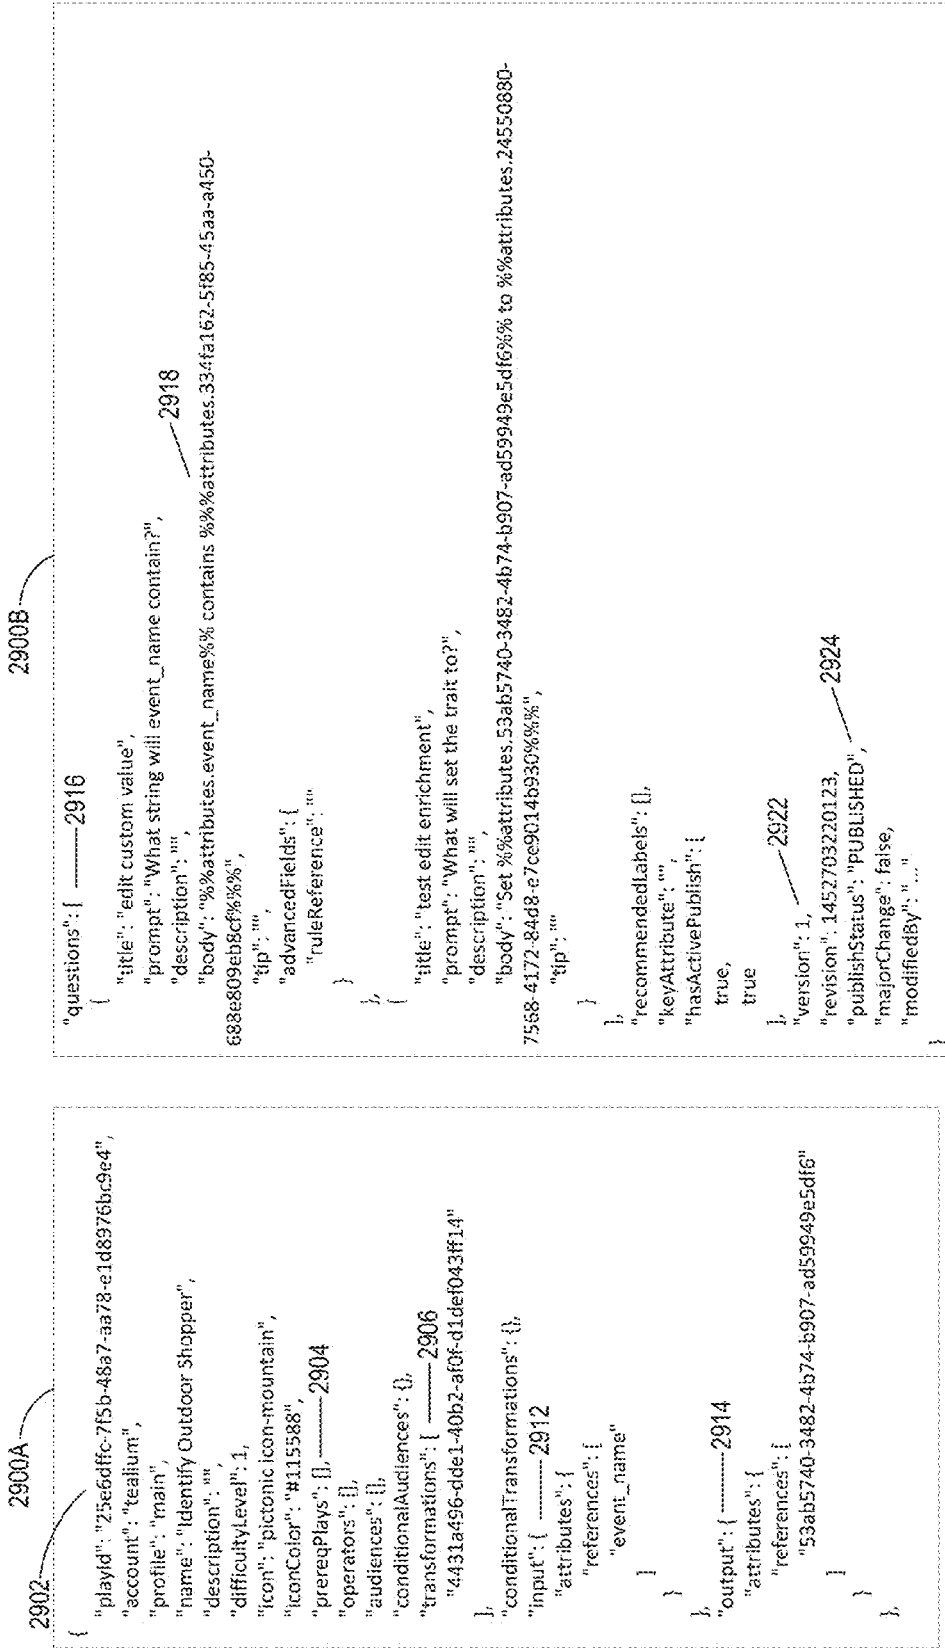 2900A
2902
{
"playId": "25e6dffc-7f5b-48a7-aa78-e1d8976bc9e4",
"account": "tealium",
"profile": "main",
"name": "Identify Outdoor Shopper",
"description": "",
"difficultyLevel": 1,
"icon": "pictonic icon-mountain",
"iconColor": "#115588",
"prereqPlays": [], 2904
"operators": [],
"audiences": {},
"conditionalAudiences": {},
"transformations": [ 2906
"4431a496-dde1-40b2-af0f-d1def043ff14"
],
"conditionalTransformations": {},
"input": { 2912
"attributes": {
"references": [
"event_name"
]
}
},
"output": { 2914
"attributes": {
"references": [
"53ab5740-3482-4b74-b907-ad59949e5df6"
]
}
},
2900B
"questions": [ 2916
{
"title": "edit custom value",
"prompt": "What string will event_name contain?",
"description": "",
2918
"body": "%%attributes.event_name%% contains %%%attributes.334fa162-5f85-45aa-a450-
688e809eb8cf%%%",
"tip": "",
"advancedFields": {
"ruleReference": ""
}
},
{
"title": "test edit enrichment",
"prompt": "What will set the trait to?",
"description": "",
"body": "Set %%attributes.53ab5740-3482-4b74-b907-ad59949e5df6%% to %%attributes.24550880-
7568-4172-84d8-e7ce9014b930%%%",
"tip": ""
}
],
"recommendedLabels": [],
"keyAttribute": "",
"hasActivePublish": [
true,
true
],
"version": 1, 2922
"revision": 1452703220123,
"publishStatus": "PUBLISHED", 2924
"majorChange": false,
"modifiedBy": "..."
}